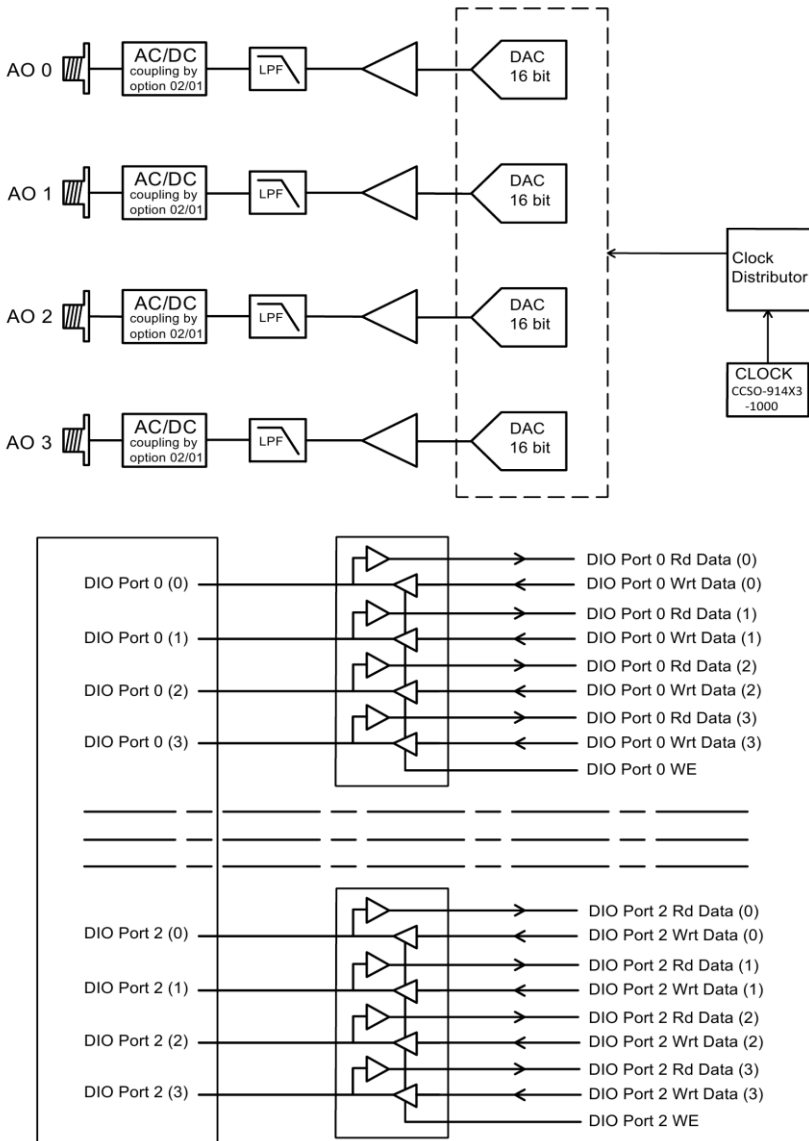 AO 0
AC/DC
coupling by
option 02/01
LPF
DAC
16 bit
AO 1
AC/DC
coupling by
option 02/01
LPF
DAC
16 bit
Clock
Distributor
AO 2
AC/DC
coupling by
option 02/01
LPF
DAC
16 bit
CLOCK
CCSO-914X3
-1000
AO 3
AC/DC
coupling by
option 02/01
LPF
DAC
16 bit
DIO Port 0 Rd Data (0)
DIO Port 0 (0)
DIO Port 0 Wrt Data (0)
DIO Port 0 Rd Data (1)
DIO Port 0 (1)
DIO Port 0 Wrt Data (1)
DIO Port 0 Rd Data (2)
DIO Port 0 (2)
DIO Port 0 Wrt Data (2)
DIO Port 0 Rd Data (3)
DIO Port 0 (3)
DIO Port 0 Wrt Data (3)
DIO Port 0 WE
DIO Port 2 Rd Data (0)
DIO Port 2 (0)
DIO Port 2 Wrt Data (0)
DIO Port 2 Rd Data (1)
DIO Port 2 (1)
DIO Port 2 Wrt Data (1)
DIO Port 2 Rd Data (2)
DIO Port 2 (2)
DIO Port 2 Wrt Data (2)
DIO Port 2 Rd Data (3)
DIO Port 2 (3)
DIO Port 2 Wrt Data (3)
DIO Port 2 WE